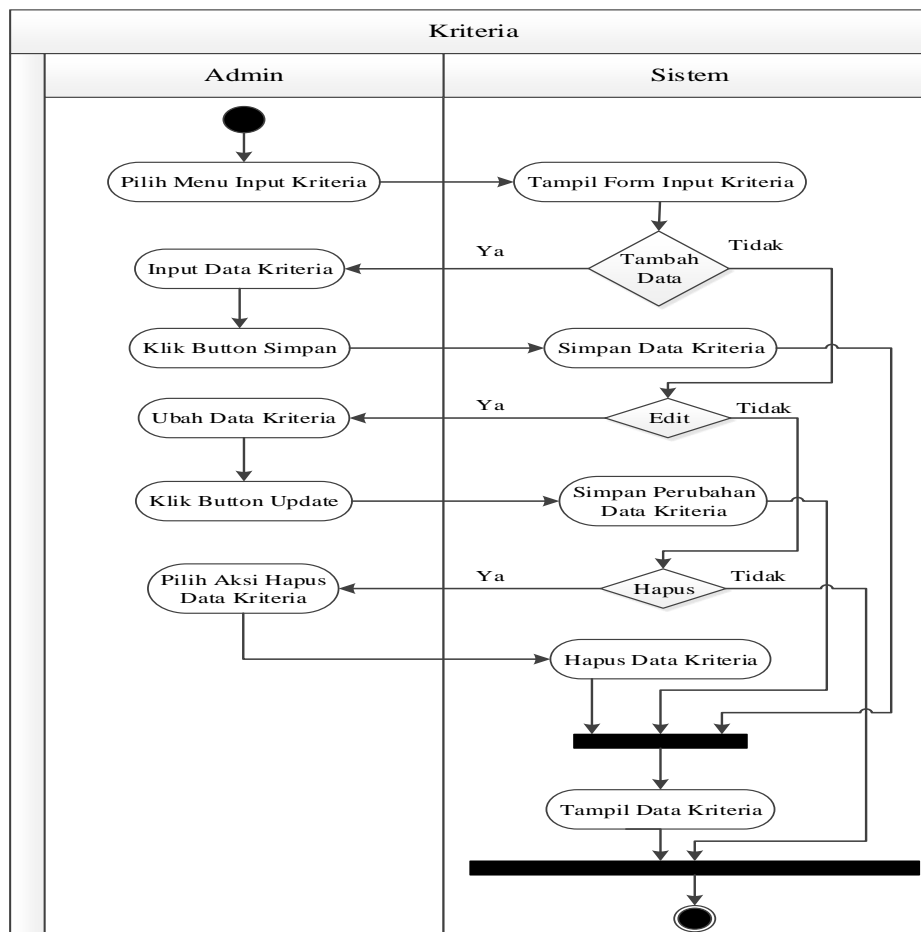 Kriteria
Admin
Sistem
Pilih Menu Input Kriteria
Tampil Form Input Kriteria
Ya
Tambah
Data
Tidak
Input Data Kriteria
Klik Button Simpan
Simpan Data Kriteria
Ubah Data Kriteria
Ya
Edit
Tidak
Klik Button Update
Simpan Perubahan
Data Kriteria
Pilih Aksi Hapus
Data Kriteria
Ya
Hapus
Tidak
Hapus Data Kriteria
Tampil Data Kriteria